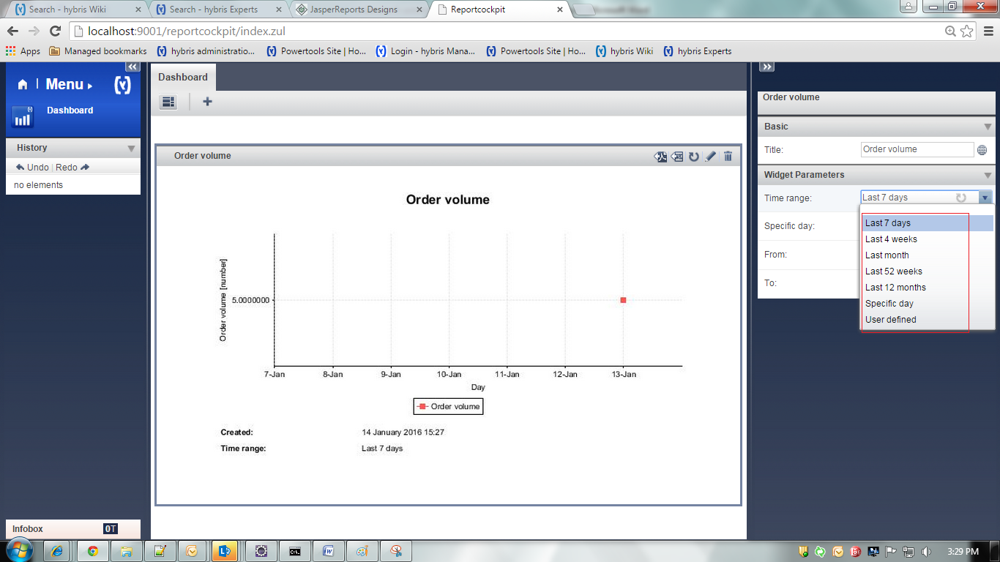 Search - hybris Wiki
Search - hybris Experts
JasperReports Designs
Reportcockpit
localhost:9001/reportcockpit/index.zul
Apps
Managed bookmarks
hybris administratio...
Powertools Site | Ho...
Login - hybris Mana...
Powertools Site | Ho...
hybris Wiki
hybris Experts
Menu
Dashboard
History
Undo | Redo
no elements
Infobox
0T
Dashboard
Order volume
Order volume
Order volume [number]
5.0000000
7-Jan 8-Jan 9-Jan 10-Jan 11-Jan 12-Jan 13-Jan
Day
Order volume
Created: 14 January 2016 15:27
Time range: Last 7 days
Order volume
Basic
Title: Order volume
Widget Parameters
Time range: Last 7 days
Specific day:
From:
To:
Last 7 days
Last 4 weeks
Last month
Last 52 weeks
Last 12 months
Specific day
User defined
3:29 PM